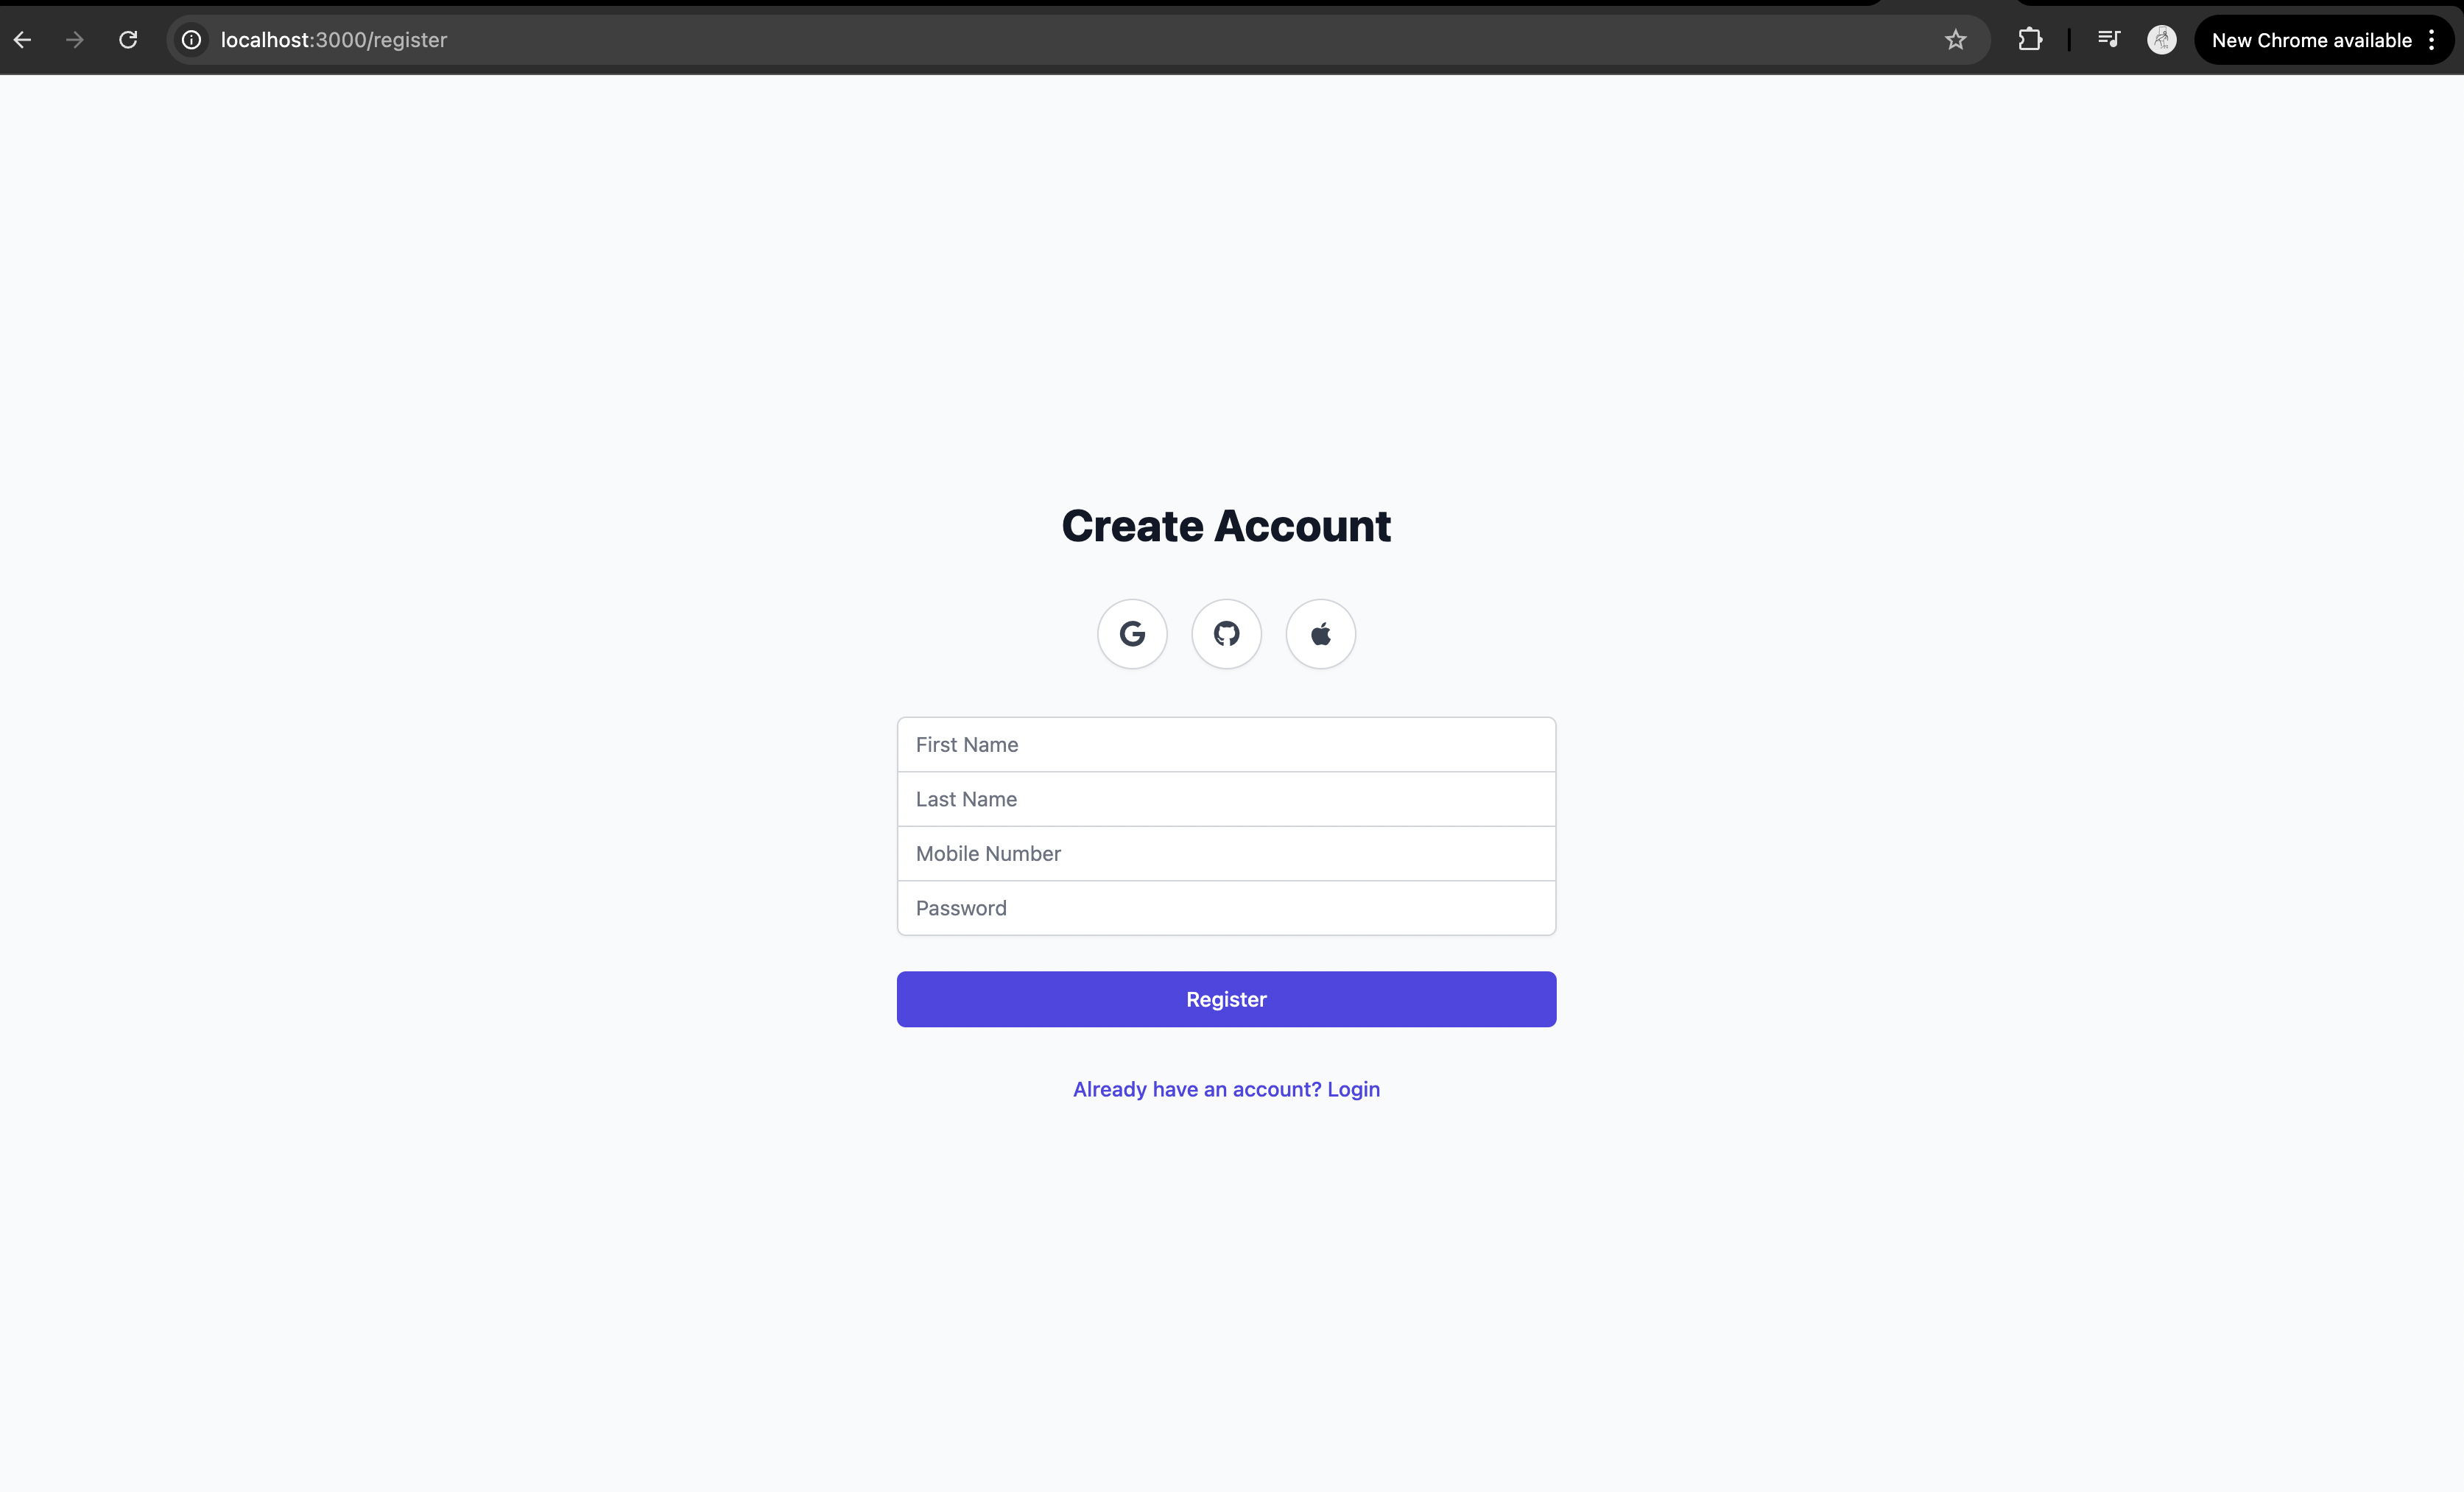 localhost:3000/register
New Chrome available
Create Account
First Name
Last Name
Mobile Number
Password
Register
Already have an account? Login